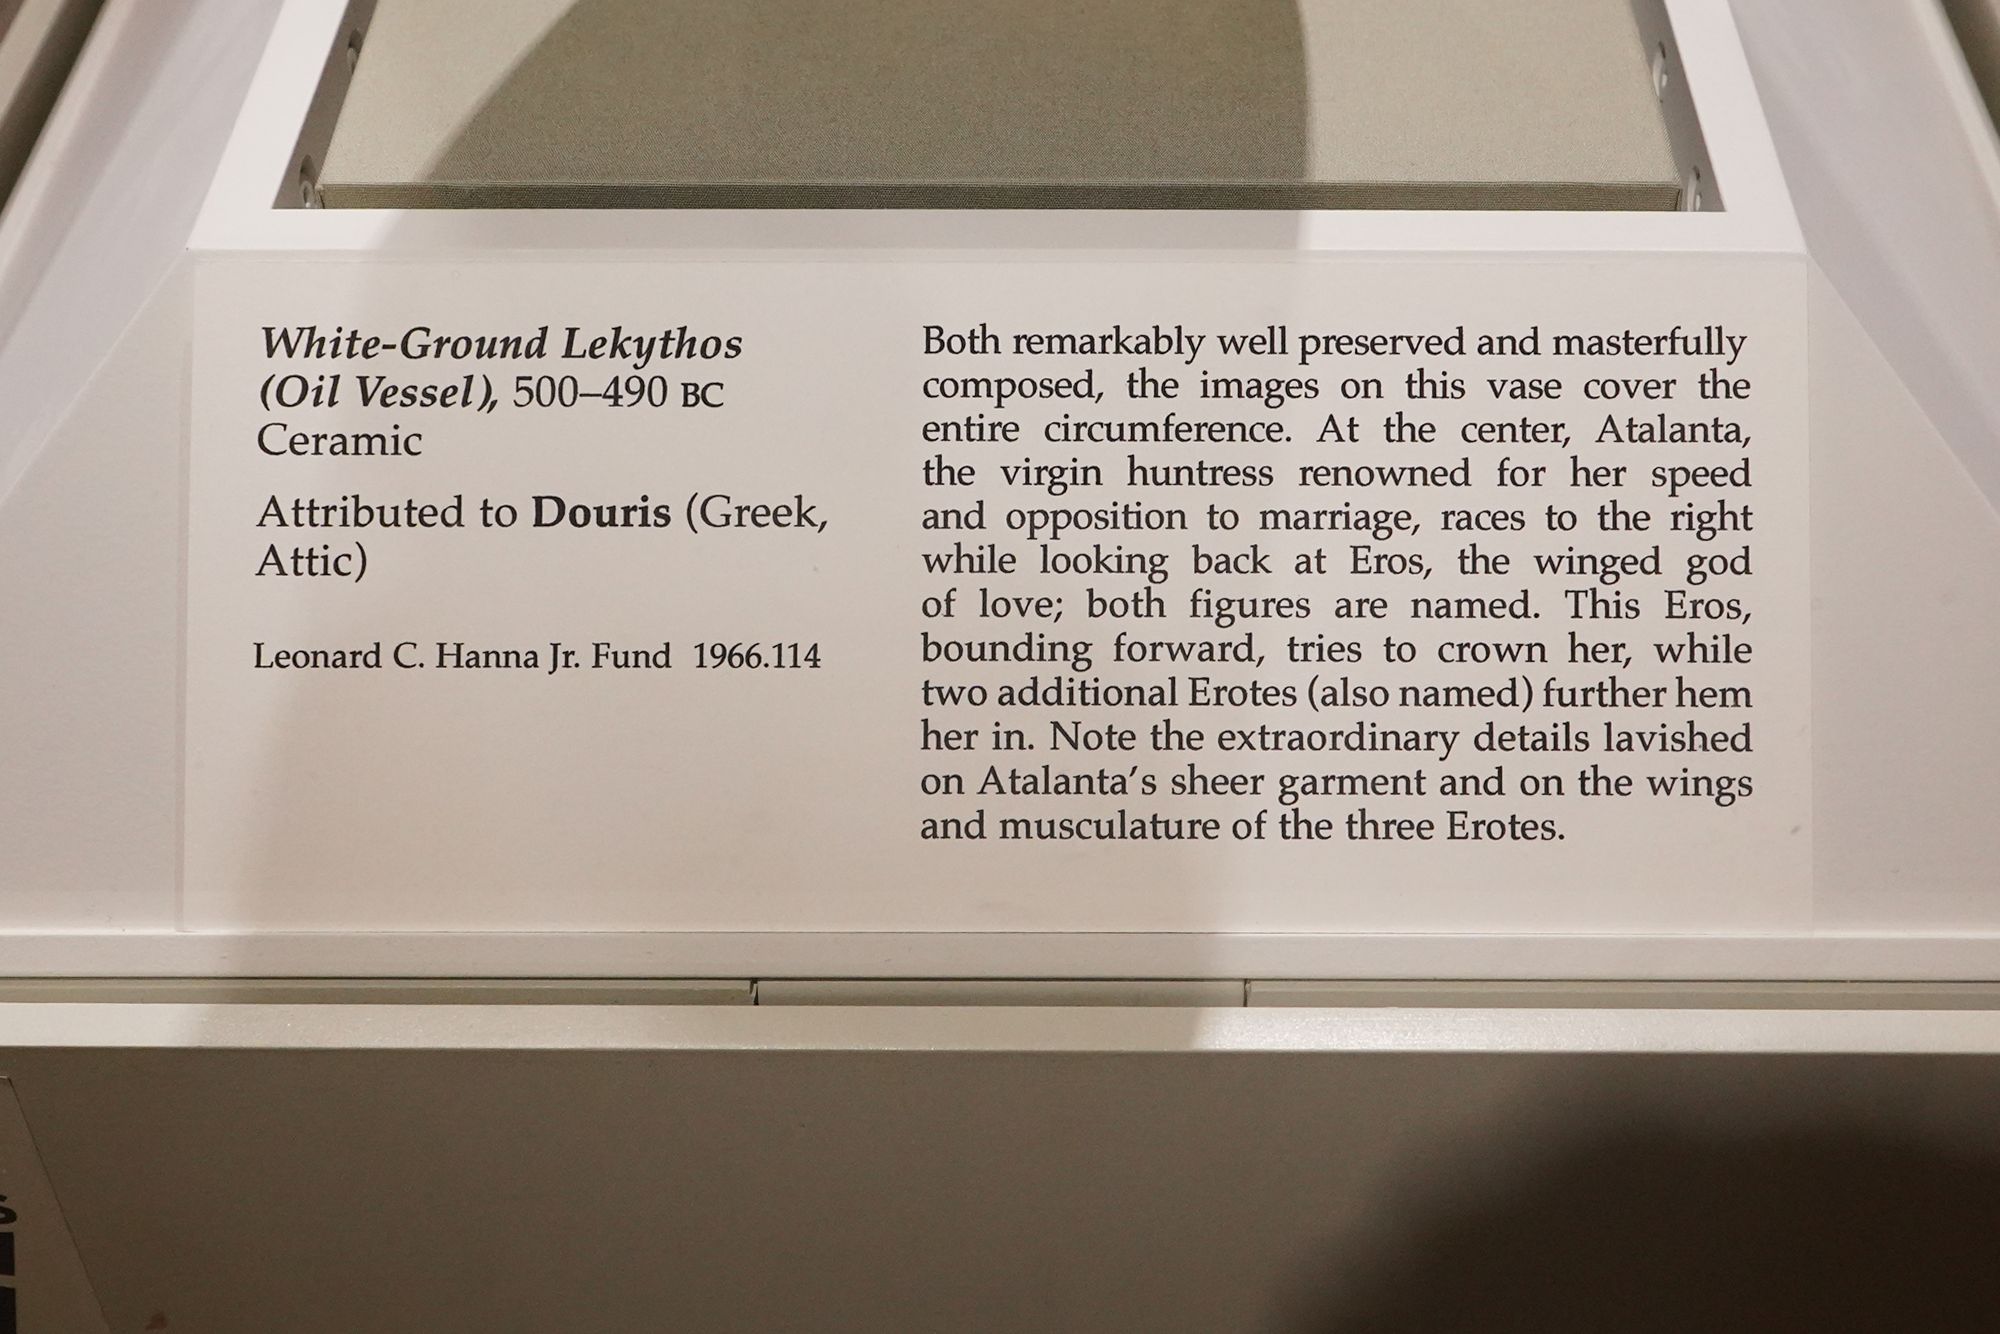 White-Ground Lekythos
(Oil Vessel), 500–490 BC
Ceramic
Attributed to Douris (Greek,
Attic)
Leonard C. Hanna Jr. Fund 1966.114
Both remarkably well preserved and masterfully
composed, the images on this vase cover the
entire circumference. At the center, Atalanta,
the virgin huntress renowned for her speed
and opposition to marriage, races to the right
while looking back at Eros, the winged god
of love; both figures are named. This Eros,
bounding forward, tries to crown her, while
two additional Erotes (also named) further hem
her in. Note the extraordinary details lavished
on Atalanta's sheer garment and on the wings
and musculature of the three Erotes.